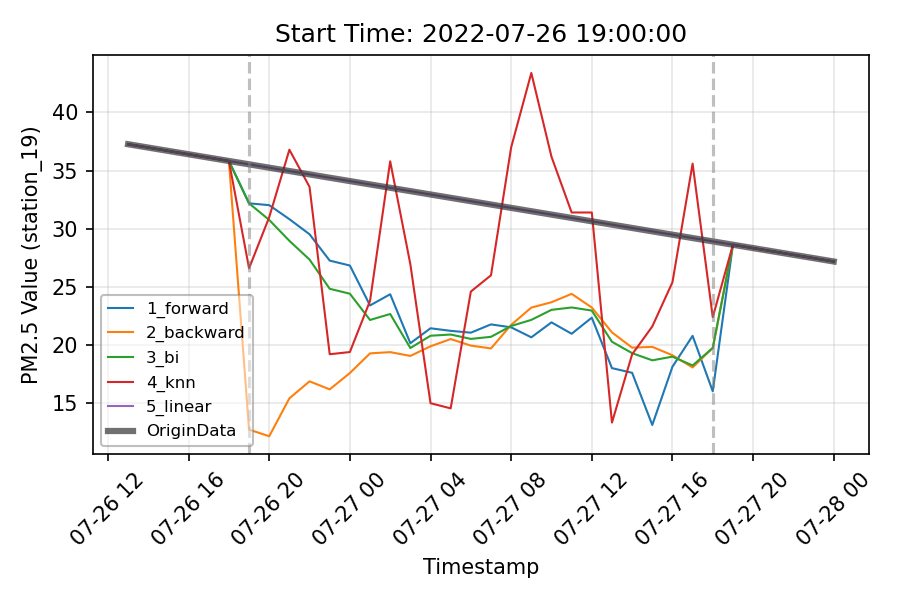 Start Time: 2022-07-26 19:00:00
PM2.5 Value (station_19)
40
35
30
25
20
15
1_forward
2_backward
3_bi
4_knn
5_linear
OriginData
07-26 12
07-26 16
07-26 20
07-27 00
07-27 04
07-27 08
07-27 12
07-27 16
07-27 20
07-28 00
Timestamp